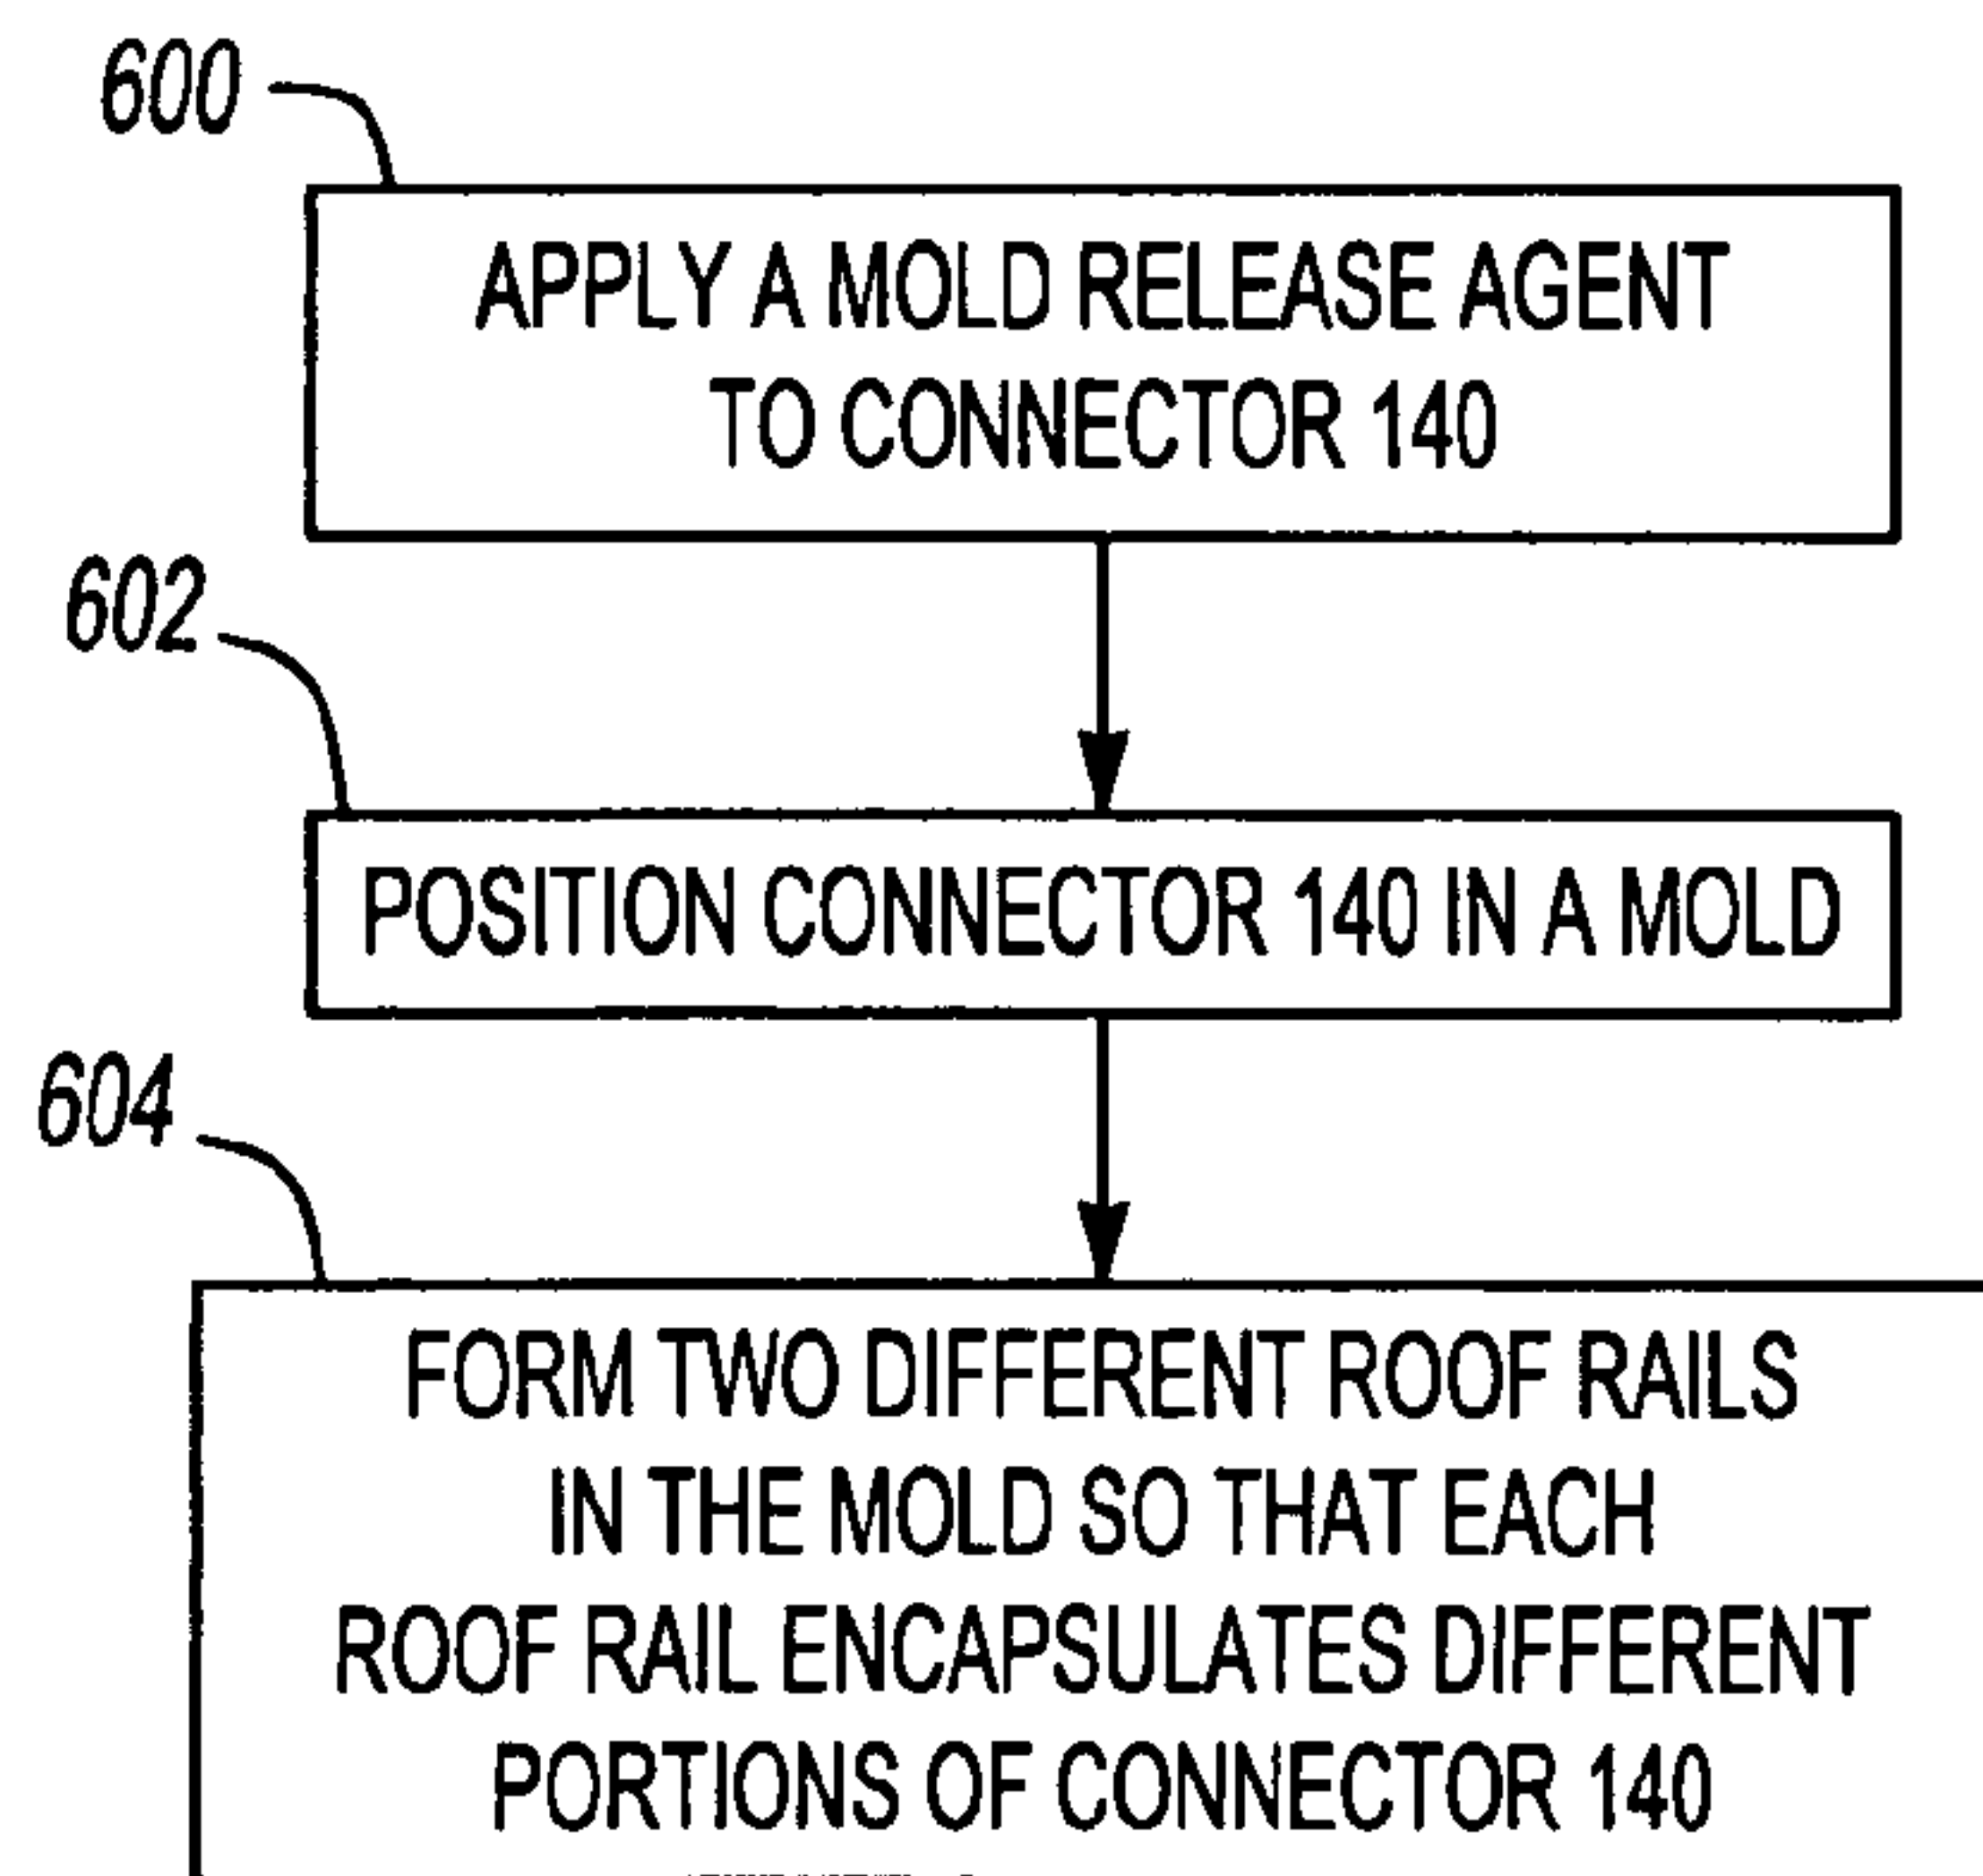 600
APPLY A MOLD RELEASE AGENT
TO CONNECTOR 140
602
POSITION CONNECTOR 140 IN A MOLD
604
FORM TWO DIFFERENT ROOF RAILS
IN THE MOLD SO THAT EACH
ROOF RAIL ENCAPSULATES DIFFERENT
PORTIONS OF CONNECTOR 140